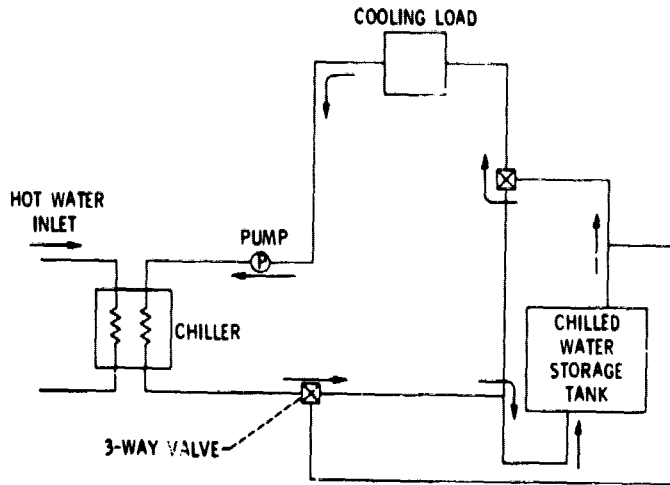 COOLING LOAD
HOT WATER
INLET
PUMP
P
CHILLER
CHILLED
WATER
STORAGE
TANK
3-WAY VALVE